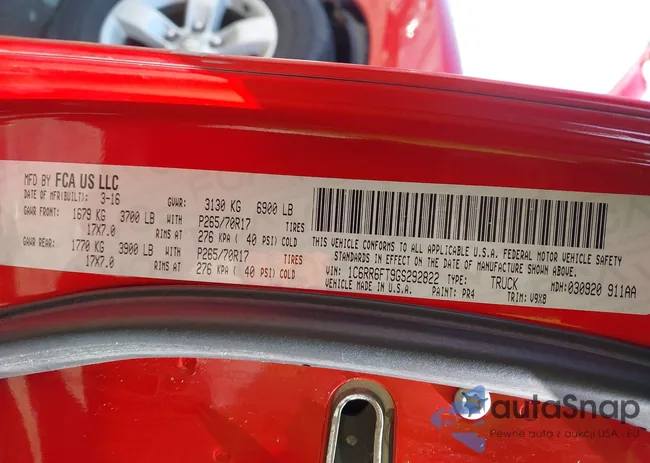 MFD BY FCA US LLC
DATE OF MFR(BUILT): 3-16 GVWR: 3130 KG 6900 LB
GAWR FRONT: 1679 KG 3700 LB WITH P265/70R17 TIRES
17X7.0 RIMS AT 276 KPA ( 40 PSI) COLD
GAWR REAR: 1770 KG 3900 LB WITH P265/70R17 TIRES
17X7.0 RIMS AT 276 KPA ( 40 PSI) COLD
THIS VEHICLE CONFORMS TO ALL APPLICABLE U.S.A. FEDERAL MOTOR VEHICLE SAFETY
STANDARDS IN EFFECT ON THE DATE OF MANUFACTURE SHOWN ABOVE.
VIN: 1C6RR6FT9GS292822 TYPE: TRUCK MDH: 030920 911AA
VEHICLE MADE IN U.S.A. PAINT: PR4 TRIM: V9X8
autaSnap
Pewne auta z aukcji USA - EU